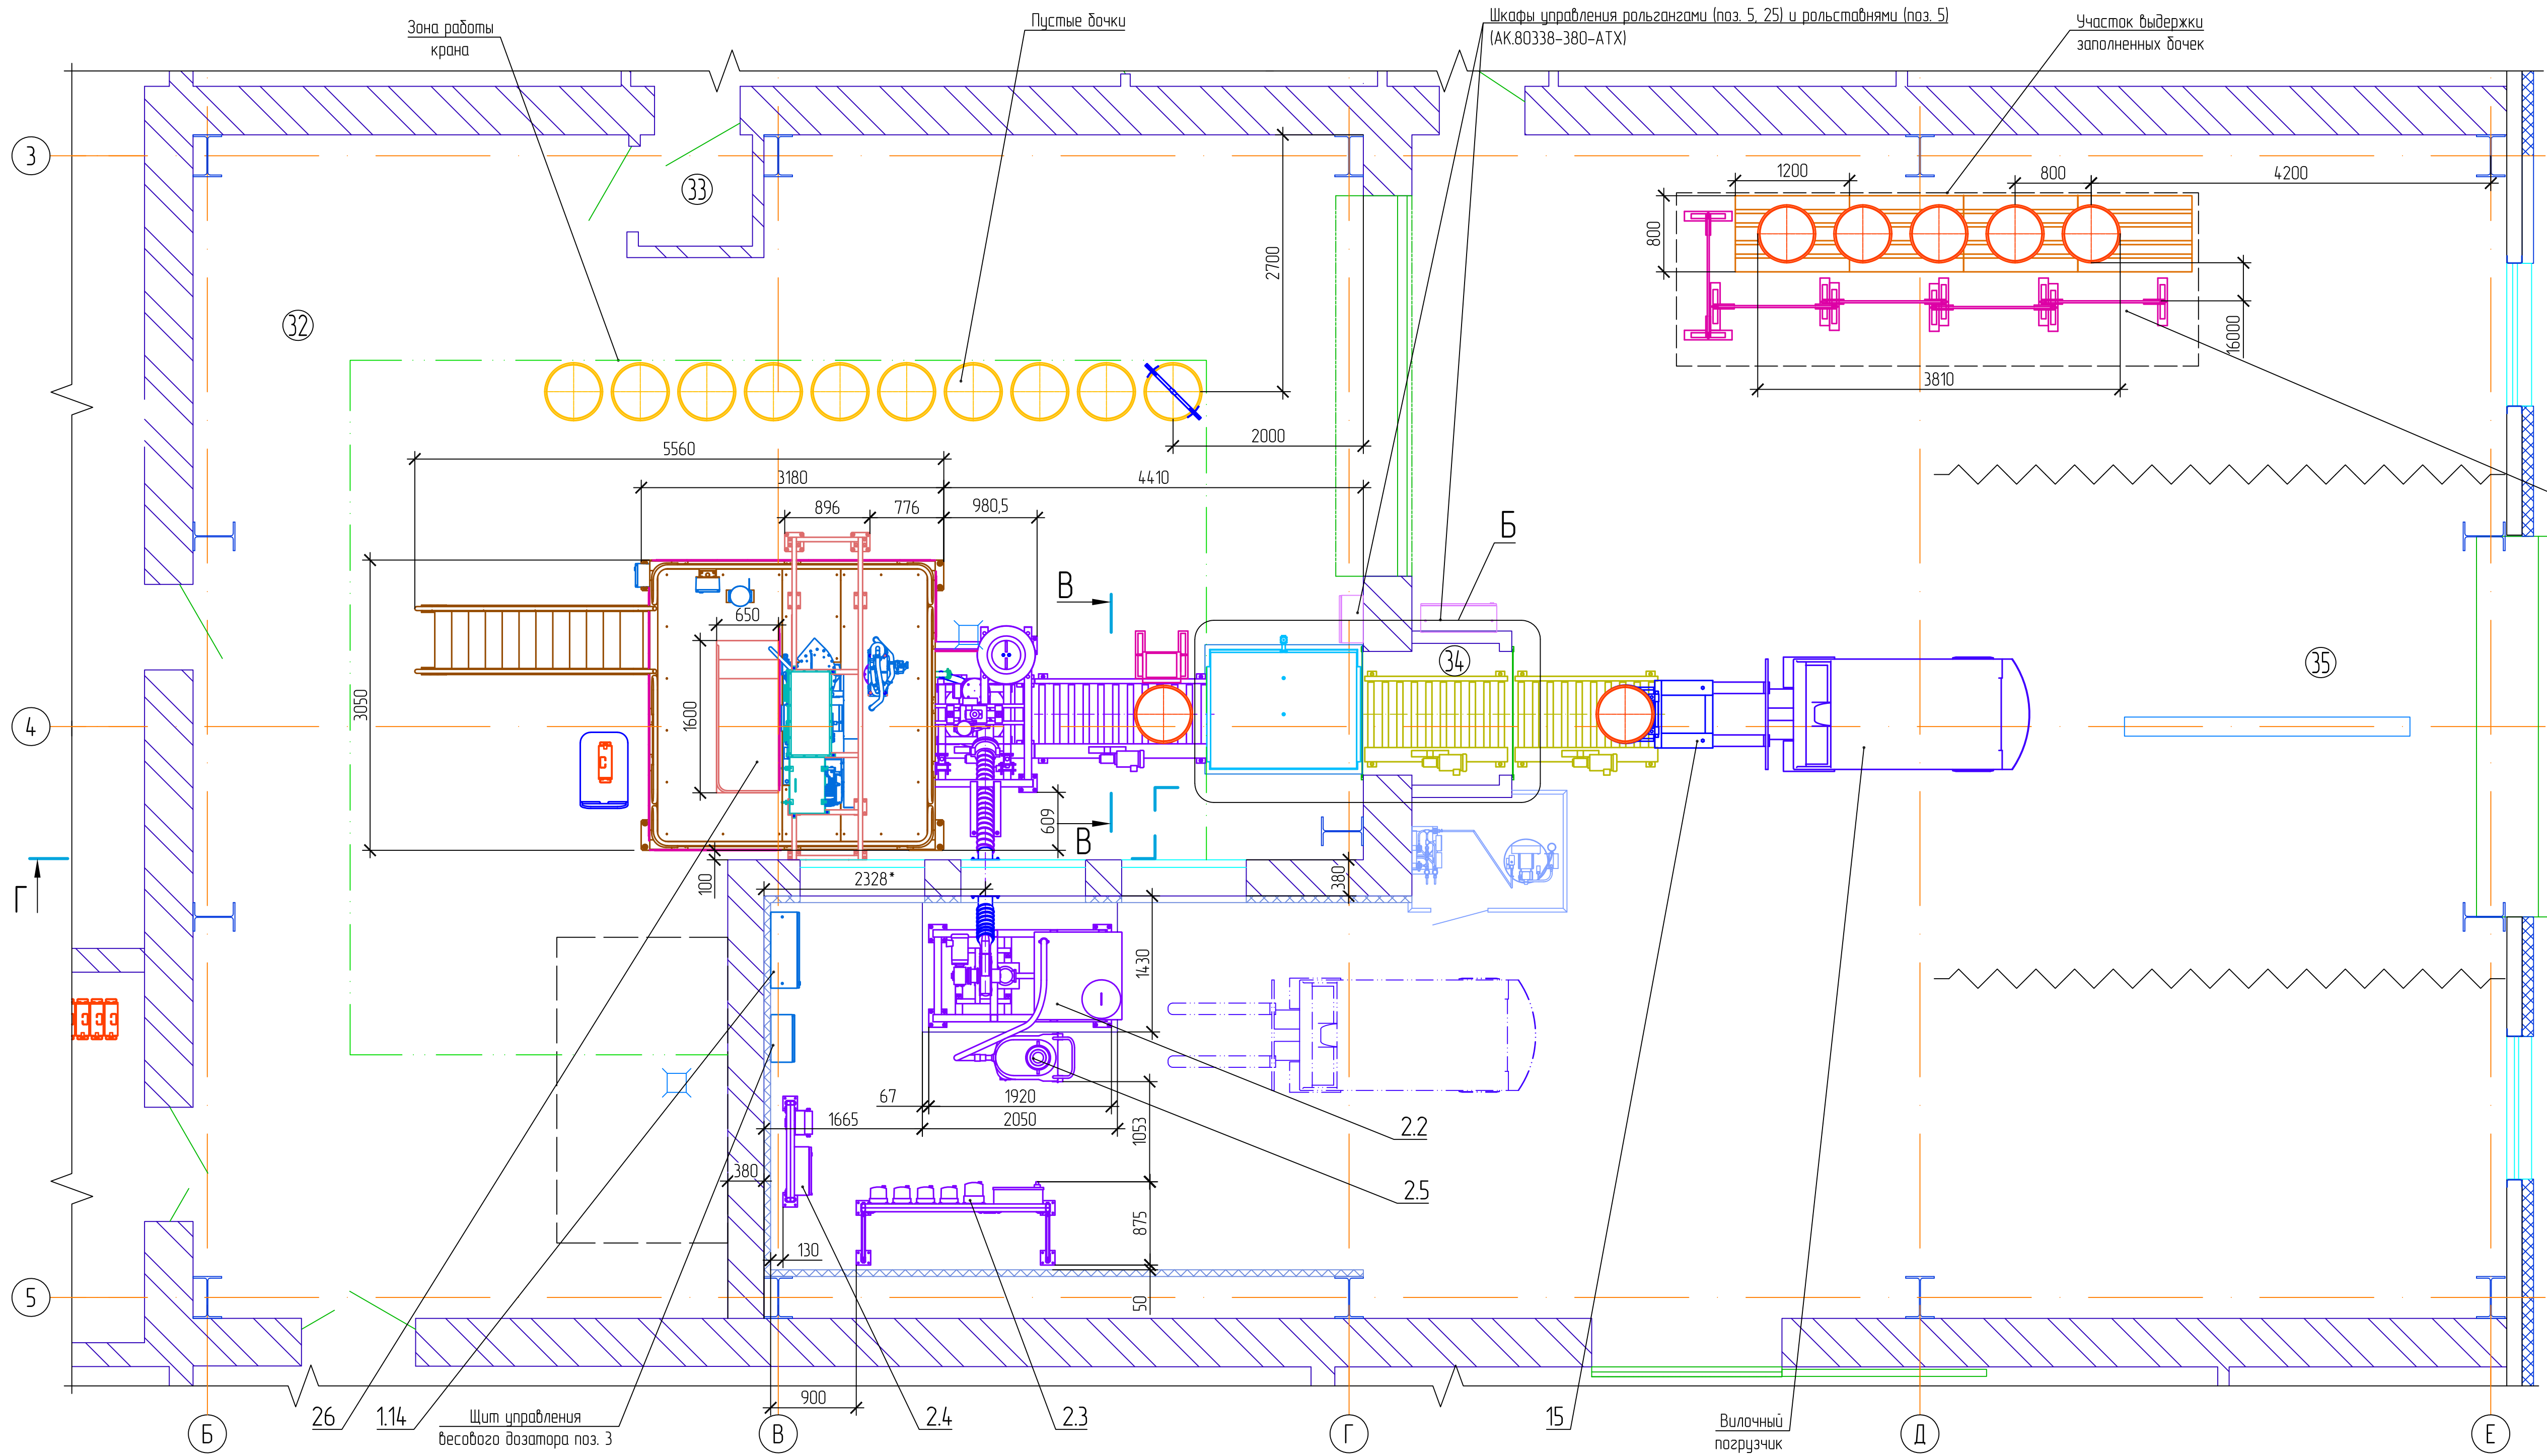 Зона работы
крана
Пустые бочки
Шкафы управления рольгангами (поз. 5, 25) и рольставнями (поз. 5)
(АК.80338-380-АТХ)
Участок выдержки
заполненных бочек
3
33
1200
800
4200
800
2700
32
16000
3810
5560
2000
3180
4410
896
776
980,5
Б
В
650
34
35
3050
1600
4
609
В
Г
100
2328*
380
1430
67
1920
1665
2050
1053
2.2
380
2.5
875
130
5
50
900
26
1.14
Щит управления
весового дозатора поз. 3
2.4
2.3
15
Вилочный
погрузчик
Б
В
Г
Д
Е